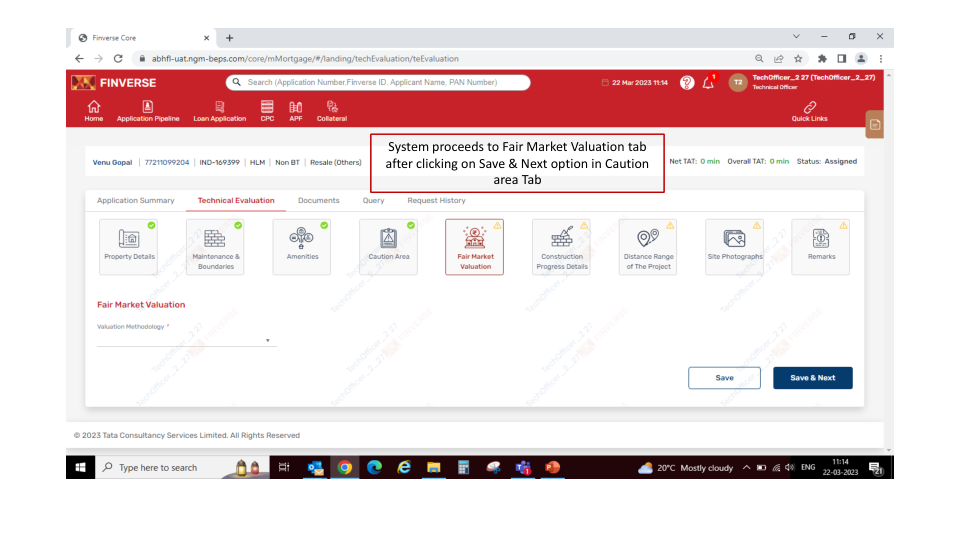 Finverse Core
abhfl-uat.ngm-beps.com/core/mMortgage/#/landing/techEvaluation/teEvaluation
FINVERSE
Search (Application Number,Finverse ID, Applicant Name, PAN Number)
22 Mar 2023 11:14
1
T2
TechOfficer_2 27 (TechOfficer_2_27)
Technical Officer
Home
Application Pipeline
Loan Application
CPC
APF
Collateral
Quick Links
System proceeds to Fair Market Valuation tab
after clicking on Save & Next option in Caution
area Tab
Venu Gopal | 77211099204 | IND-169399 | HLM | Non BT | Resale (Others)
Net TAT: 0 min Overall TAT: 0 min Status: Assigned
Application Summary
Technical Evaluation
Documents
Query
Request History
Property Details
Maintenance &
Boundaries
Amenities
Caution Area
Fair Market
Valuation
Construction
Progress Details
Distance Range
of The Project
Site Photographs
Remarks
Fair Market Valuation
Valuation Methodology *
Save
Save & Next
© 2023 Tata Consultancy Services Limited. All Rights Reserved
Type here to search
20°C Mostly cloudy
ENG
11:14
22-03-2023
21